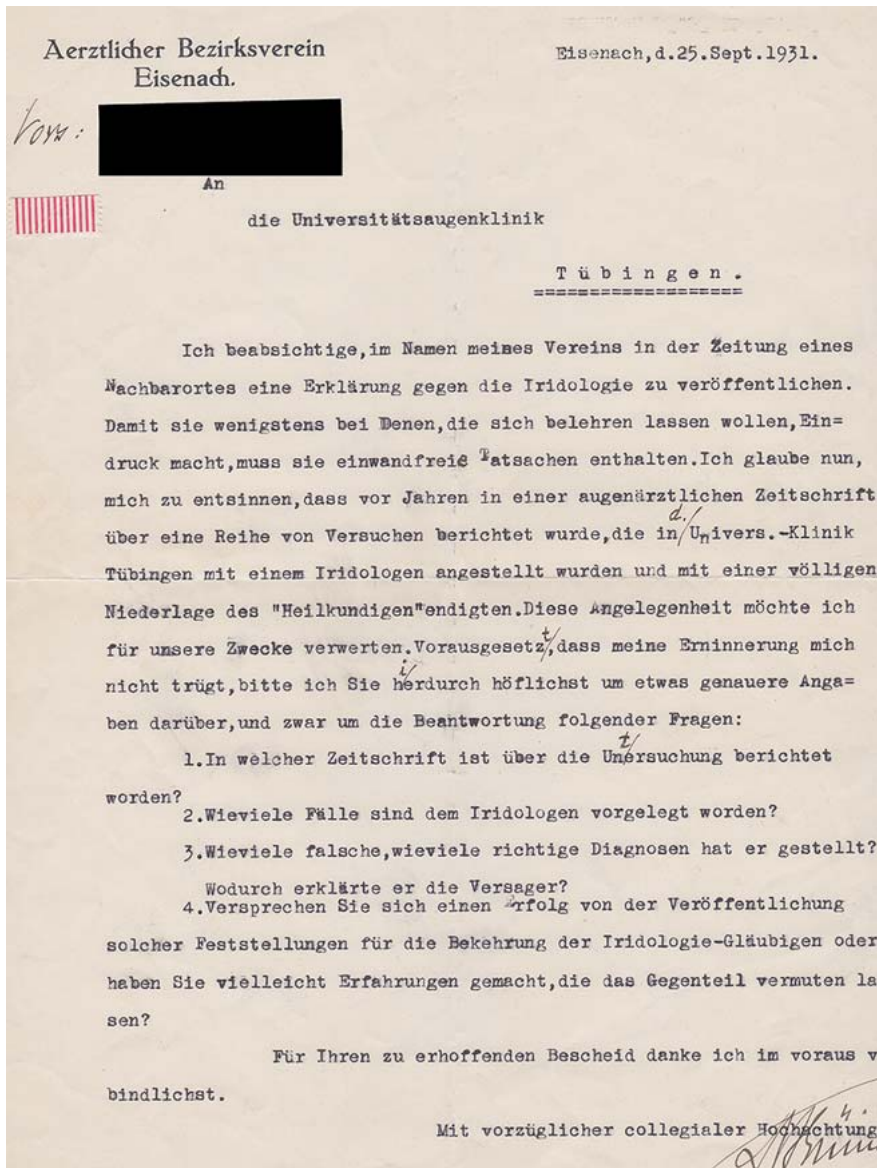 Aerztlicher Bezirksverein
Eisenach.
Eisenach,d.25.Sept.1931.
Vors:
An
die Universitätsaugenklinik
Tübingen.
Ich beabsichtige,im Namen meines Vereins in der Zeitung eines
Nachbarortes eine Erklärung gegen die Iridologie zu veröffentlichen.
Damit sie wenigstens bei Denen,die sich belehren lassen wollen,Ein=
druck macht,muss sie einwandfreie Tatsachen enthalten.Ich glaube nun,
mich zu entsinnen,dass vor Jahren in einer augenärztlichen Zeitschrift
über eine Reihe von Versuchen berichtet wurde,die in d. Univers.-Klinik
Tübingen mit einem Iridologen angestellt wurden und mit einer völligen
Niederlage des "Heilkundigen"endigten.Diese Angelegenheit möchte ich
für unsere Zwecke verwerten.Vorausgesetzt,dass meine Erninnerung mich
nicht trügt,bitte ich Sie hierdurch höflichst um etwas genauere Anga=
ben darüber,und zwar um die Beantwortung folgender Fragen:
1.In welcher Zeitschrift ist über die Untersuchung berichtet
worden?
2.Wieviele Fälle sind dem Iridologen vorgelegt worden?
3.Wieviele falsche,wieviele richtige Diagnosen hat er gestellt?
Wodurch erklärte er die Versager?
4.Versprechen Sie sich einen Erfolg von der Veröffentlichung
solcher Feststellungen für die Bekehrung der Iridologie-Gläubigen oder
haben Sie vielleicht Erfahrungen gemacht,die das Gegenteil vermuten la
sen?
Für Ihren zu erhoffenden Bescheid danke ich im voraus v
bindlichst.
Mit vorzüglicher collegialer Hochachtung